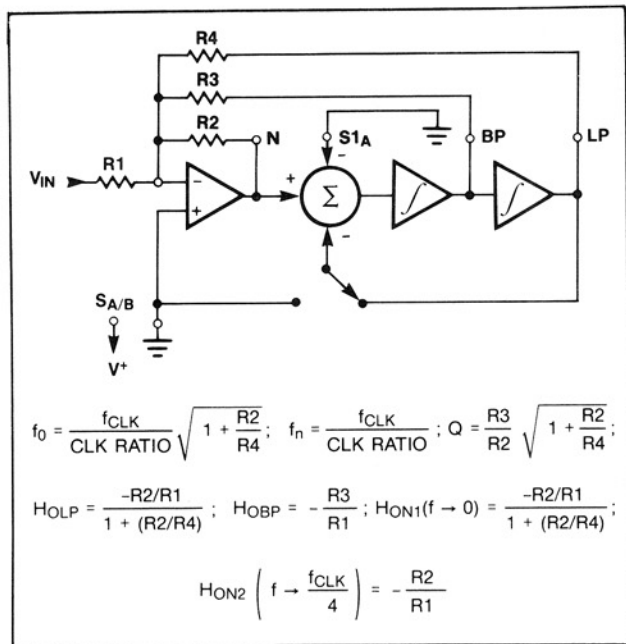 R4
R3
R2
N
S1A
BP
LP
R1
VIN
−
+
+
Σ
−
−
∫
∫
SA/B
V+
f0 = fCLK / CLK RATIO √(1 + R2/R4); fn = fCLK / CLK RATIO; Q = R3/R2 √(1 + R2/R4);
HOLP = −R2/R1 / 1 + (R2/R4); HOBP = − R3/R1; HON1(f → 0) = −R2/R1 / 1 + (R2/R4);
HON2 (f → fCLK/4) = − R2/R1